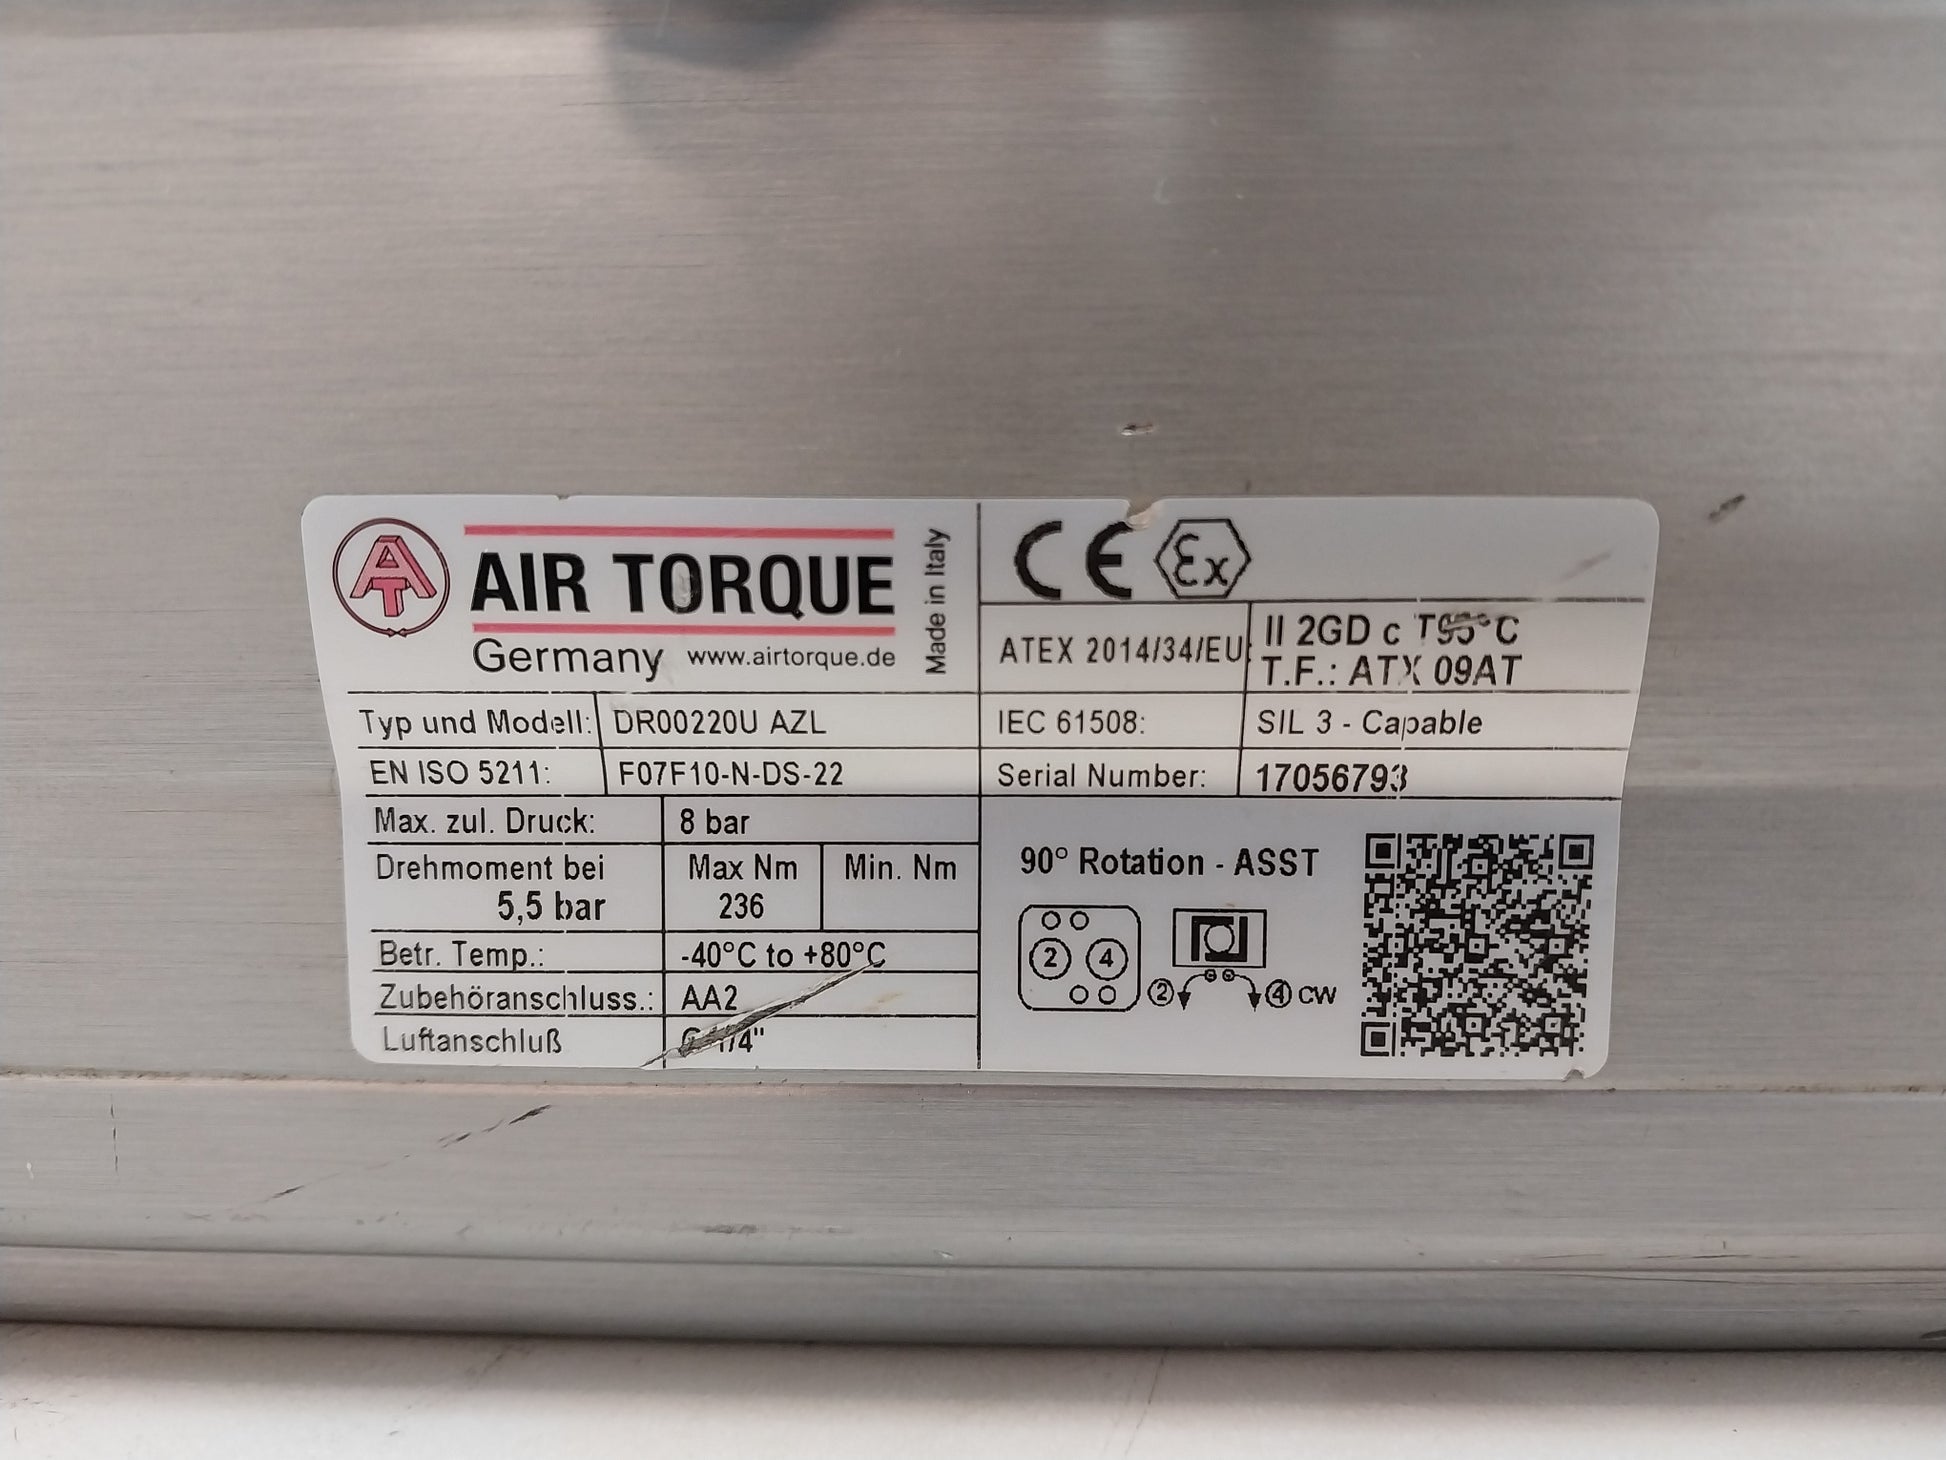 AT
AIR TORQUE
Germany www.airtorque.de
Made in Italy
CE Ex
ATEX 2014/34/EU: II 2GD c T95°C
T.F.: ATX 09AT
Typ und Modell: DR00220U AZL
IEC 61508: SIL 3 - Capable
EN ISO 5211: F07F10-N-DS-22
Serial Number: 17056793
Max. zul. Druck: 8 bar
Drehmoment bei Max Nm Min. Nm
5,5 bar 236
Betr. Temp.: -40°C to +80°C
Zubehöranschluss.: AA2
Luftanschluß G 1/4"
90° Rotation - ASST
2 4
2 4 CW